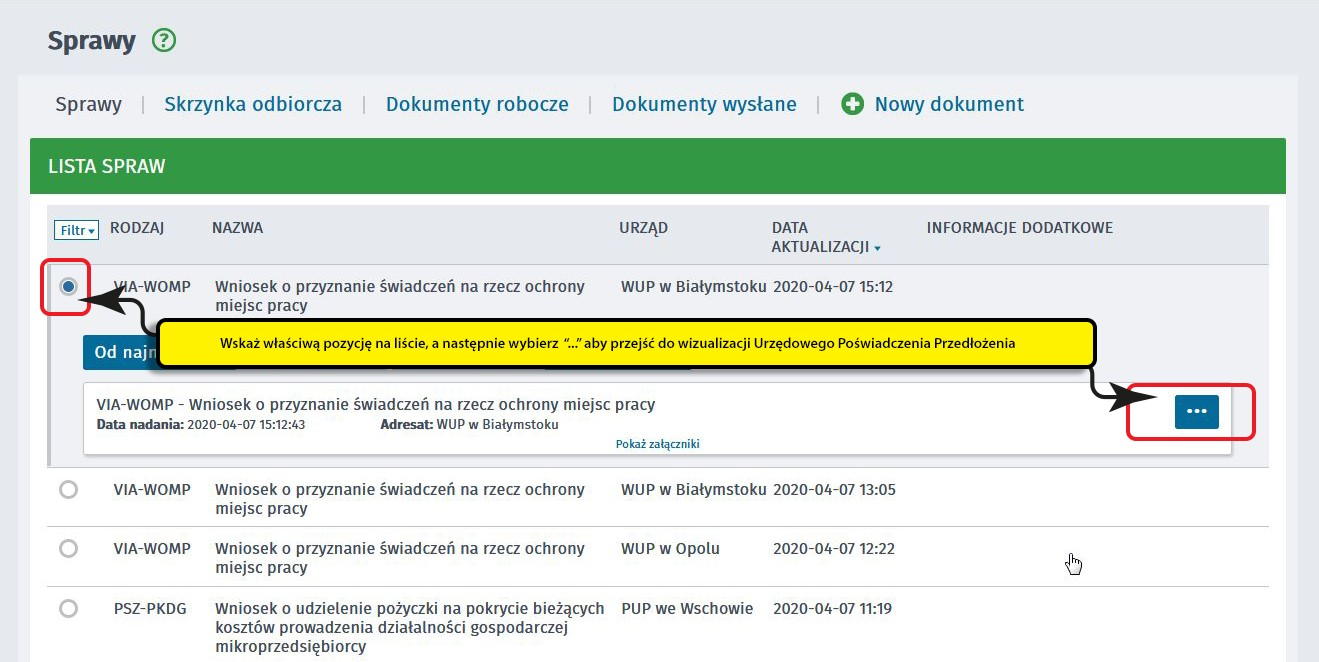 Sprawy ?
Sprawy | Skrzynka odbiorcza | Dokumenty robocze | Dokumenty wysłane | Nowy dokument
LISTA SPRAW
Filtr RODZAJ NAZWA URZĄD DATA AKTUALIZACJI INFORMACJE DODATKOWE
VIA-WOMP Wniosek o przyznanie świadczeń na rzecz ochrony WUP w Białymstoku 2020-04-07 15:12
miejsc pracy
Wskaż właściwą pozycję na liście, a następnie wybierz “...” aby przejść do wizualizacji Urzędowego Poświadczenia Przedłożenia
Od
VIA-WOMP - Wniosek o przyznanie świadczeń na rzecz ochrony miejsc pracy
Data nadania: 2020-04-07 15:12:43 Adresat: WUP w Białymstoku
Pokaż załączniki
...
VIA-WOMP Wniosek o przyznanie świadczeń na rzecz ochrony WUP w Białymstoku 2020-04-07 13:05
miejsc pracy
VIA-WOMP Wniosek o przyznanie świadczeń na rzecz ochrony WUP w Opolu 2020-04-07 12:22
miejsc pracy
PSZ-PKDG Wniosek o udzielenie pożyczki na pokrycie bieżących PUP we Wschowie 2020-04-07 11:19
kosztów prowadzenia działalności gospodarczej
mikroprzedsiębiorcy